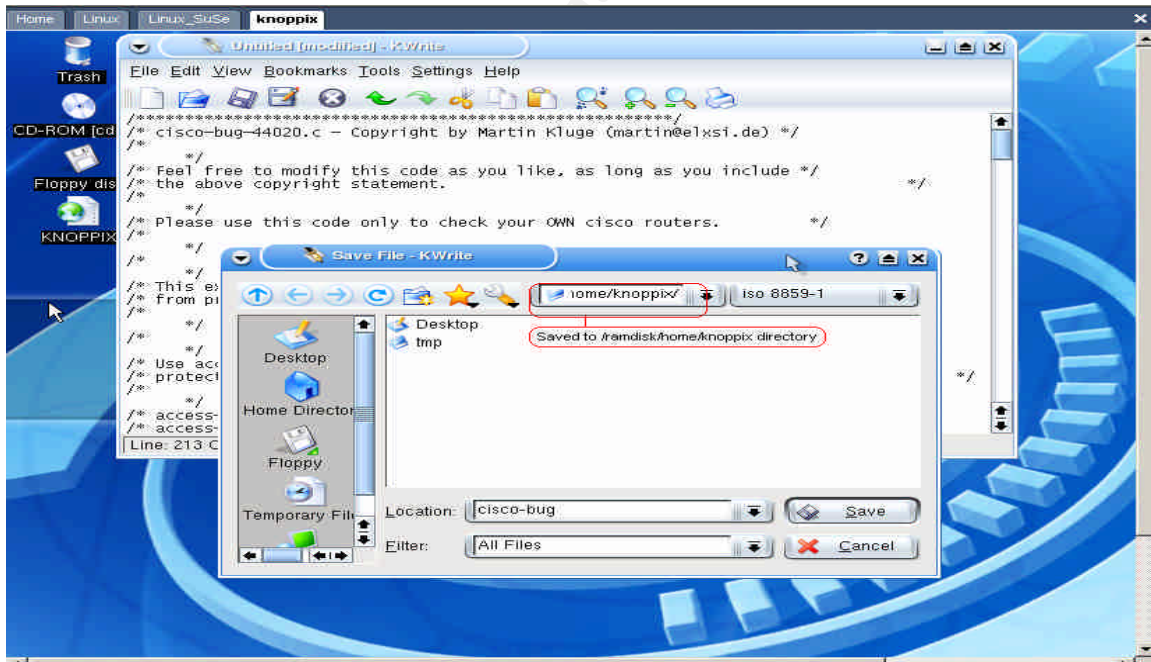 Home Linux Linux_SuSe knoppix
Trash
CD-ROM [cd
Floppy dis
KNOPPIX
Untitled [modified] - KWrite
File Edit View Bookmarks Tools Settings Help
/************************************************************/
/* cisco-bug-44020.c - Copyright by Martin Kluge (martin@elxsi.de) */
/*
*/
/* Feel free to modify this code as you like, as long as you include */
/* the above copyright statement. */
/*
*/
/* Please use this code only to check your OWN cisco routers. */
/*
*/
/*
*/
/* This
/* from
/*
*/
/*
*/
/* Use
/* protect */
/*
*/
/* access-
/* access-
Line: 213 C
Save File - KWrite
ome/knoppix/ iso 8859-1
Saved to /ramdisk/home/knoppix directory
Desktop
Home Director
Floppy
Temporary File
Desktop
tmp
Location: cisco-bug Save
Filter: All Files Cancel